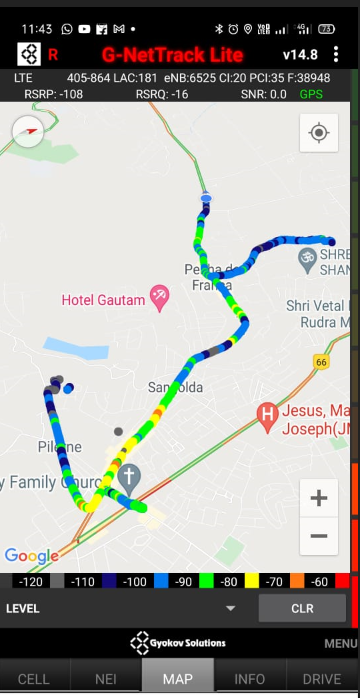 11:43 73
R G-NetTrack Lite v14.8
LTE 405-864 LAC:181 eNB:6525 CI:20 PCI:35 F:38948
RSRP:-108 RSRQ:-16 SNR: 0.0 GPS
SHRE
SHAN
Penha d
Franca
Hotel Gautam
Shri Vetal
Rudra M
66
Sangolda
Jesus, Ma
Joseph(JM
Pilerne
y Family Church
Google
-120 -110 -100 -90 -80 -70 -60
LEVEL CLR
Gyokov Solutions MENU
CELL NEI MAP INFO DRIVE